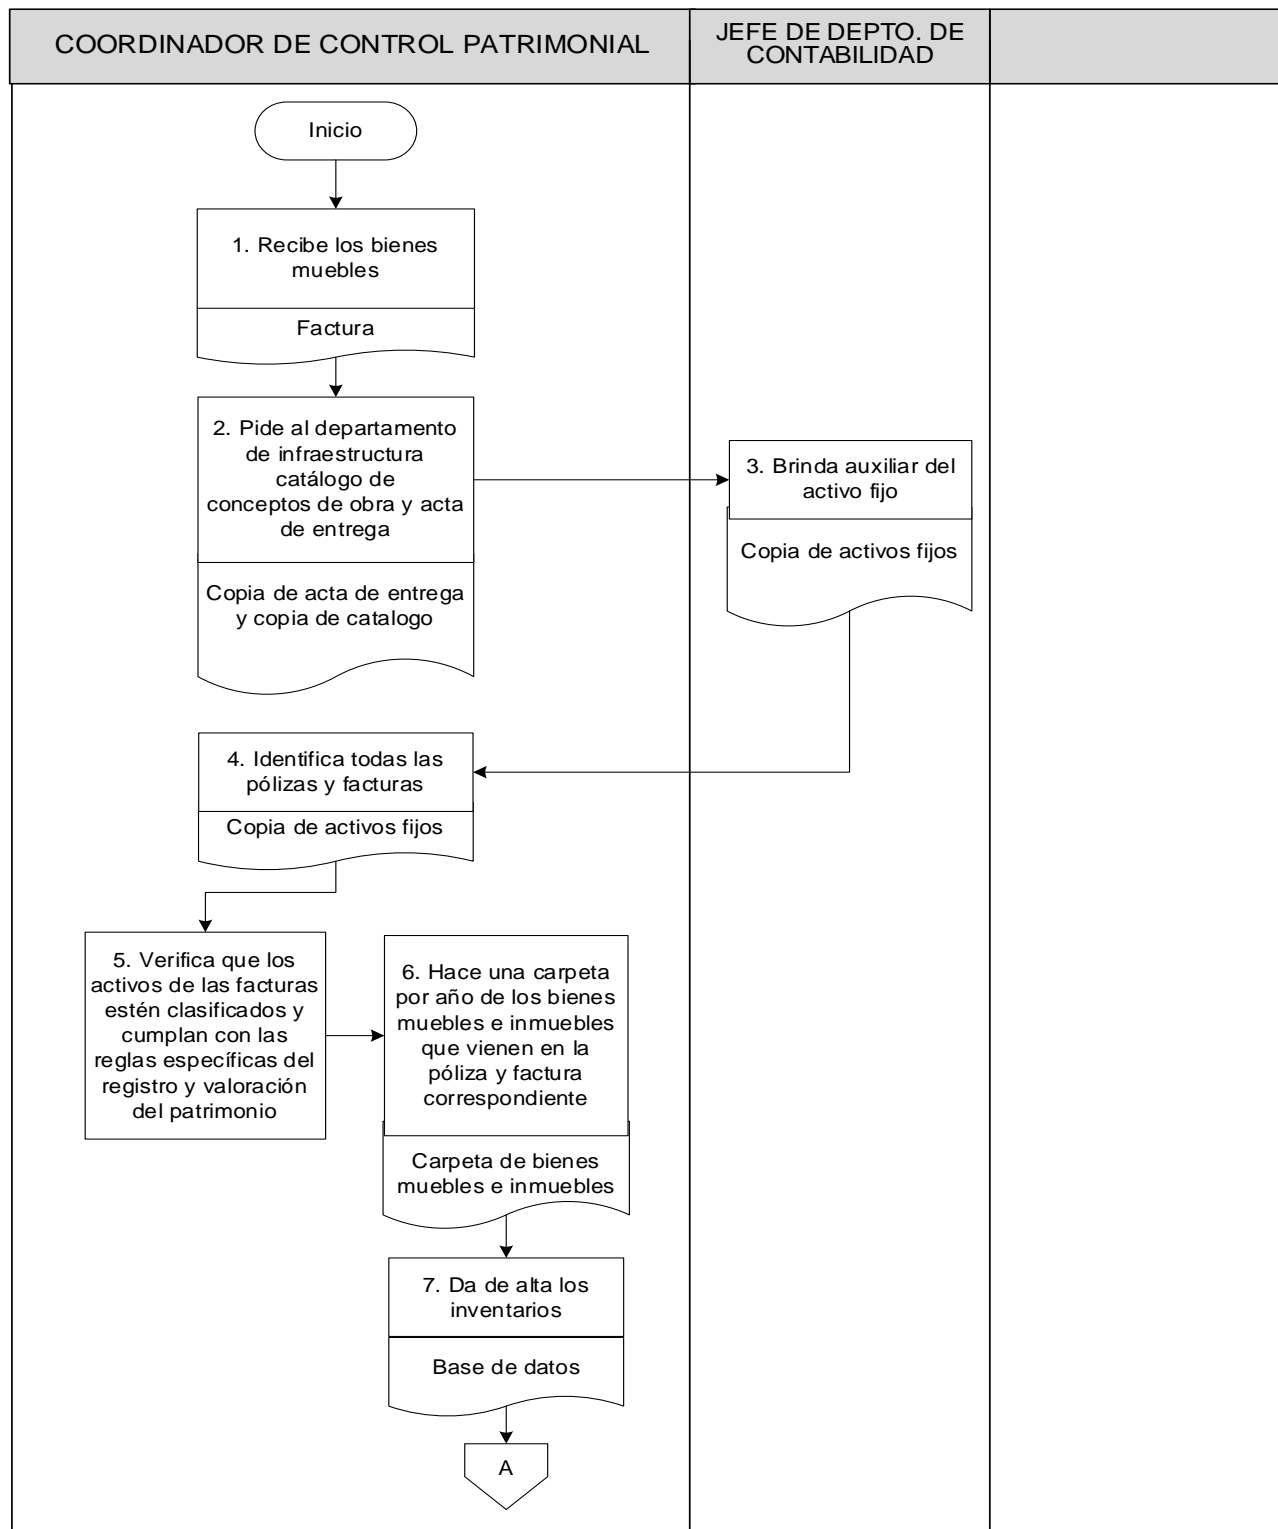 COORDINADOR DE CONTROL PATRIMONIAL
JEFE DE DEPTO. DE
CONTABILIDAD
Inicio
1. Recibe los bienes
muebles
Factura
2. Pide al departamento
de infraestructura
catálogo de
conceptos de obra y acta
de entrega
Copia de acta de entrega
y copia de catalogo
3. Brinda auxiliar del
activo fijo
Copia de activos fijos
4. Identifica todas las
pólizas y facturas
Copia de activos fijos
5. Verifica que los
activos de las facturas
estén clasificados y
cumplan con las
reglas específicas del
registro y valoración
del patrimonio
6. Hace una carpeta
por año de los bienes
muebles e inmuebles
que vienen en la
póliza y factura
correspondiente
Carpeta de bienes
muebles e inmuebles
7. Da de alta los
inventarios
Base de datos
A